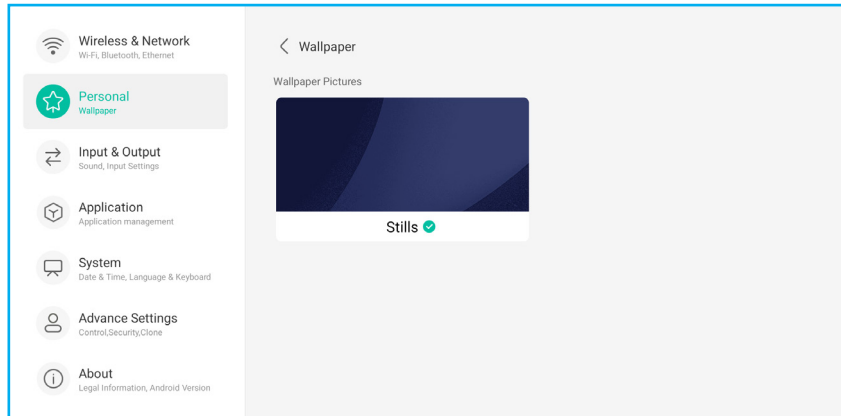 Wireless & Network
Wi-Fi, Bluetooth, Ethernet
Personal
Wallpaper
Input & Output
Sound, Input Settings
Application
Application management
System
Date & Time, Language & Keyboard
Advance Settings
Control,Security,Clone
About
Legal Information, Android Version
Wallpaper
Wallpaper Pictures
Stills